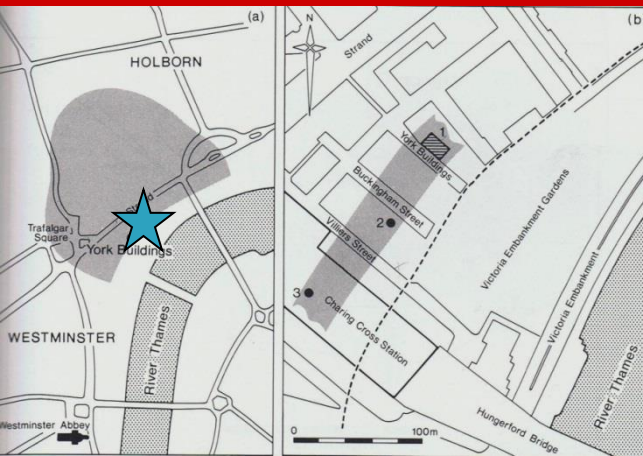 (a)
HOLBORN
Strand
Trafalgar
Square
York Buildings
WESTMINSTER
River Thames
Westminster Abbey
(b)
N
Strand
1
York Buildings
Buckingham Street
2
Villiers Street
3
Charing Cross Station
Victoria Embankment Gardens
Victoria Embankment
River Thames
Hungerford Bridge
0
100m